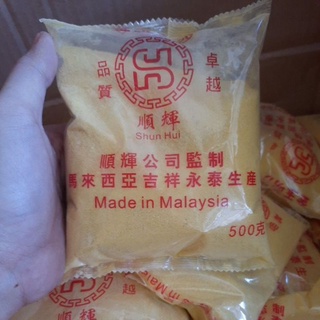 品質 卓越
順輝
Shun Hui
順輝公司監制
馬來西亞吉祥永泰生産
Made in Malaysia
500克